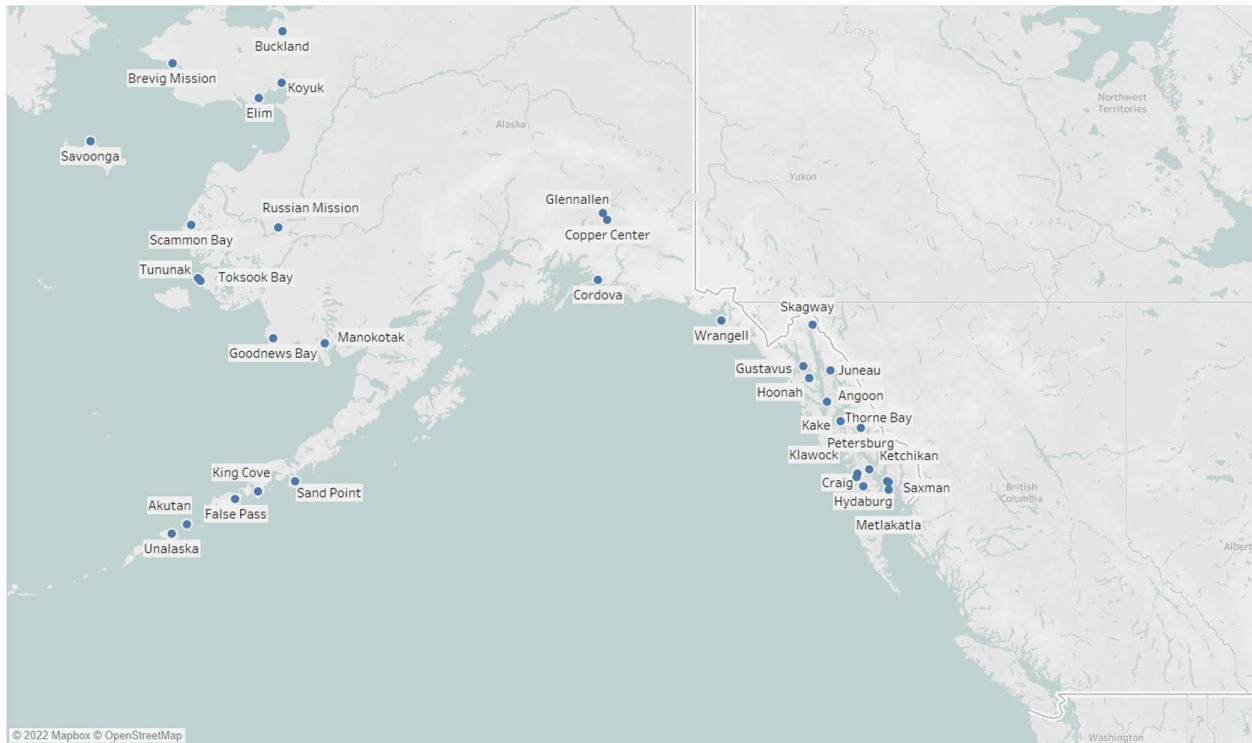 Buckland
Brevig Mission
Koyuk
Elim
Northwest
Territories
Alaska
Savoonga
Yukon
Glennallen
Russian Mission
Copper Center
Scammon Bay
Tununak
Toksook Bay
Cordova
Skagway
Wrangell
Manokotak
Goodnews Bay
Gustavus
Juneau
Hoonah
Angoon
Thorne Bay
Kake
Petersburg
Klawock
Ketchikan
King Cove
Craig
Saxman
Sand Point
Hydaburg
British
Columbia
Akutan
False Pass
Metlakatla
Unalaska
Albert
© 2022 Mapbox © OpenStreetMap
Washington